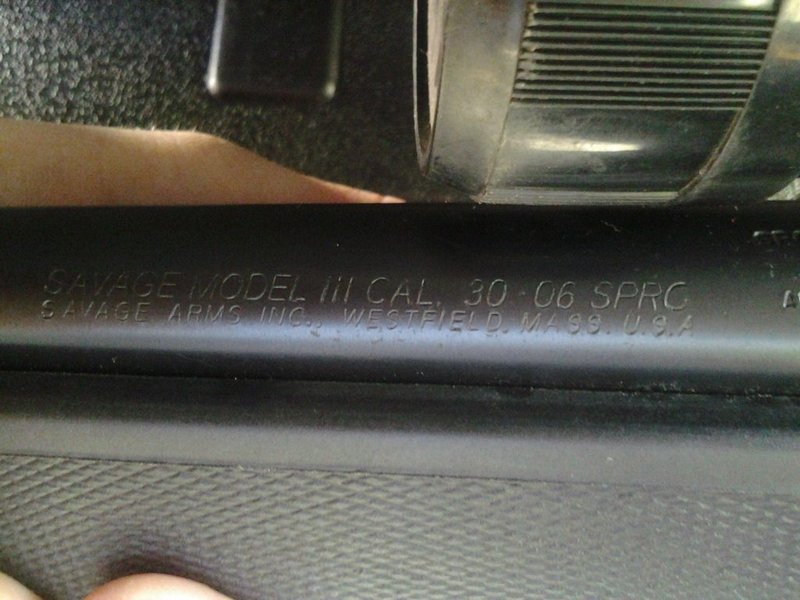 SAVAGE MODEL 111 CAL. 30-06 SPRG
SAVAGE ARMS INC., WESTFIELD, MASS. U.S.A